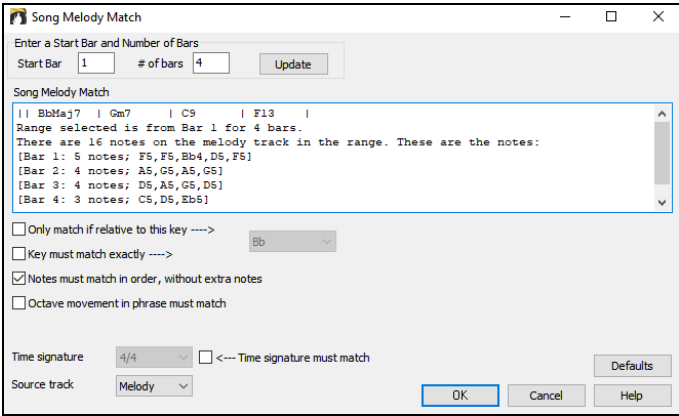 Song Melody Match
Enter a Start Bar and Number of Bars
Start Bar 1 # of bars 4 Update
Song Melody Match
|| BbMaj7 | Gm7 | C9 | F13 |
Range selected is from Bar 1 for 4 bars.
There are 16 notes on the melody track in the range. These are the notes:
[Bar 1: 5 notes; F5,F5,Bb4,D5,F5]
[Bar 2: 4 notes; A5,G5,A5,G5]
[Bar 3: 4 notes; D5,A5,G5,D5]
[Bar 4: 3 notes; C5,D5,Eb5]
Only match if relative to this key ---->
Bb
Key must match exactly ---->
Notes must match in order, without extra notes
Octave movement in phrase must match
Time signature 4/4 <--- Time signature must match
Defaults
Source track Melody
OK Cancel Help